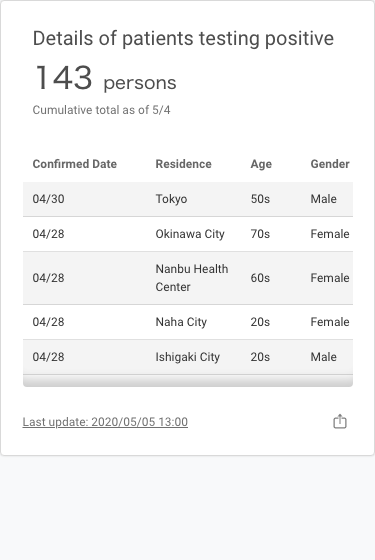 Details of patients testing positive
143 persons
Cumulative total as of 5/4
Confirmed Date Residence Age Gender
04/30 Tokyo 50s Male
04/28 Okinawa City 70s Female
04/28 Nanbu Health Center 60s Female
04/28 Naha City 20s Female
04/28 Ishigaki City 20s Male
Last update: 2020/05/05 13:00